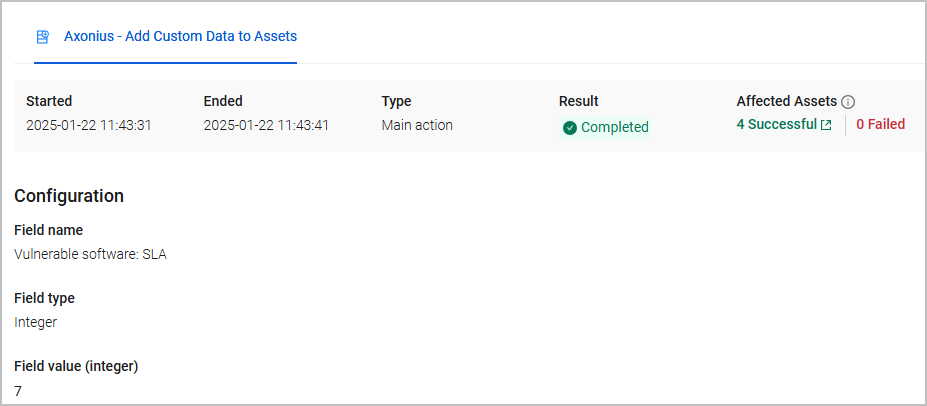 Axonius - Add Custom Data to Assets
Started Ended Type Result Affected Assets
2025-01-22 11:43:31 2025-01-22 11:43:41 Main action Completed 4 Successful 0 Failed
Configuration
Field name
Vulnerable software: SLA
Field type
Integer
Field value (integer)
7